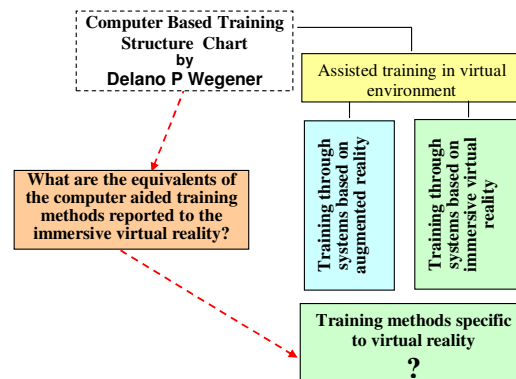 Computer Based Training
Structure Chart
by
Delano P Wegener
Assisted training in virtual
environment
Training through
systems based on
augmented reality
Training through
systems based on
immersive virtual
reality
What are the equivalents of
the computer aided training
methods reported to the
immersive virtual reality?
Training methods specific
to virtual reality
?